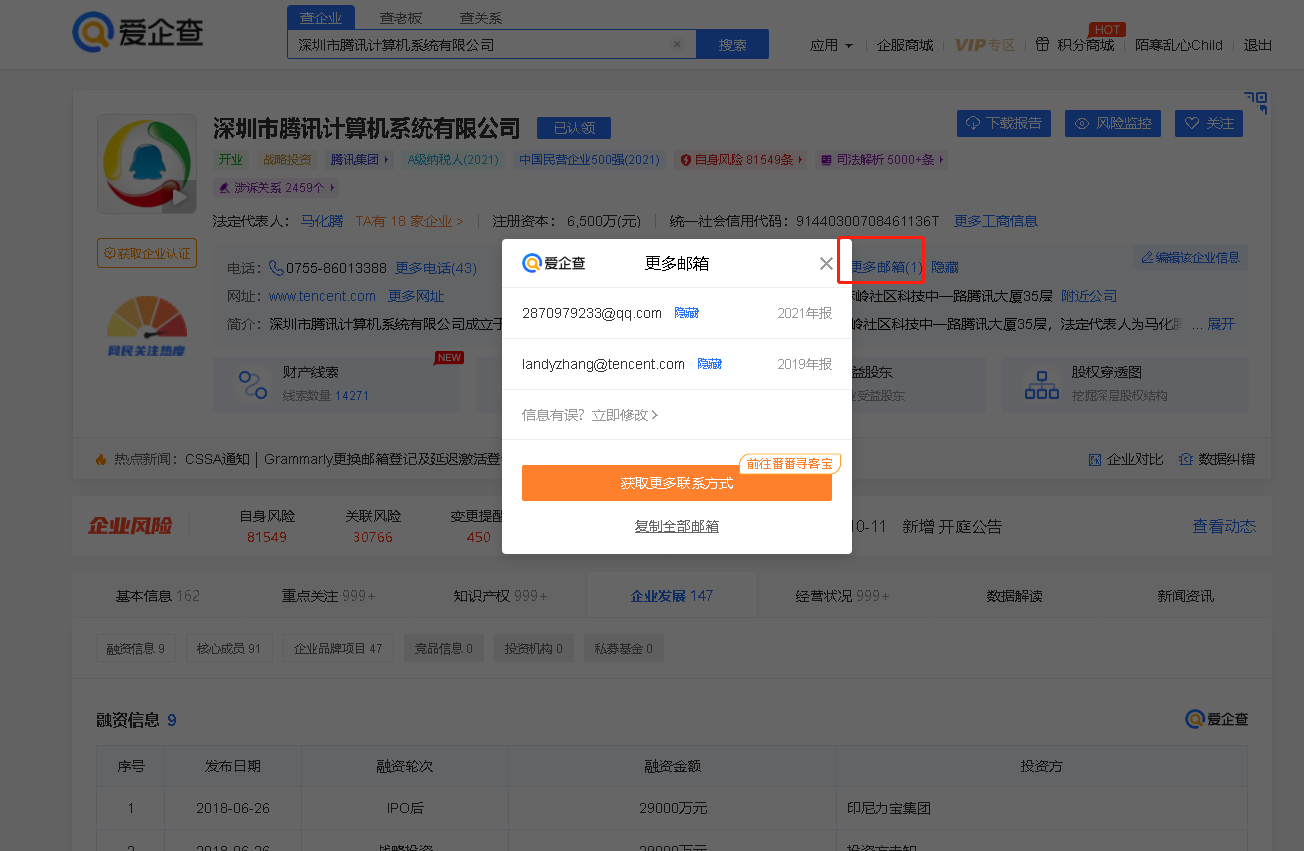 爱企查
查企业 查老板 查关系
深圳市腾讯计算机系统有限公司 × 搜索
应用 企服商城 VIP专区 积分商城 HOT 陌寒乱心Child 退出
深圳市腾讯计算机系统有限公司 已认领
下载报告 风险监控 关注
开业 战略投资 腾讯集团 A级纳税人(2021) 中国民营企业500强(2021) 自身风险 81549条 司法解析 5000+条
涉诉关系 2459个
法定代表人： 马化腾 TA有 18 家企业 > 注册资本： 6,500万(元) 统一社会信用代码： 91440300708461136T 更多工商信息
获取企业认证
电话： 0755-86013388 更多电话(43)
更多邮箱(1) 隐藏
编辑该企业信息
网址： www.tencent.com 更多网址
岭社区科技中一路腾讯大厦35层 附近公司
简介： 深圳市腾讯计算机系统有限公司成立于
岭社区科技中一路腾讯大厦35层，法定代表人为马化 ... 展开
网民关注热度
财产线索 NEW
线索数量 14271
益股东
受益股东
股权穿透图
挖掘深层股权结构
爱企查 更多邮箱
2870979233@qq.com 隐藏 2021年报
landyzhang@tencent.com 隐藏 2019年报
信息有误？立即修改 >
前往番番寻客宝
获取更多联系方式
复制全部邮箱
热点新闻： CSSA通知 | Grammarly更换邮箱登记及延迟激活登
企业对比 数据纠错
企业风险
自身风险 关联风险 变更提醒
81549 30766 450
10-11 新增 开庭公告 查看动态
基本信息 162 重点关注 999+ 知识产权 999+ 企业发展 147 经营状况 999+ 数据解读 新闻资讯
融资信息 9 核心成员 91 企业品牌项目 47 竞品信息 0 投资机构 0 私募基金 0
融资信息 9 爱企查
序号 发布日期 融资轮次 融资金额 投资方
1 2018-06-26 IPO后 29000万元 印尼力宝集团
2 2018-06-26 战略投资 29000万元 投资方未知